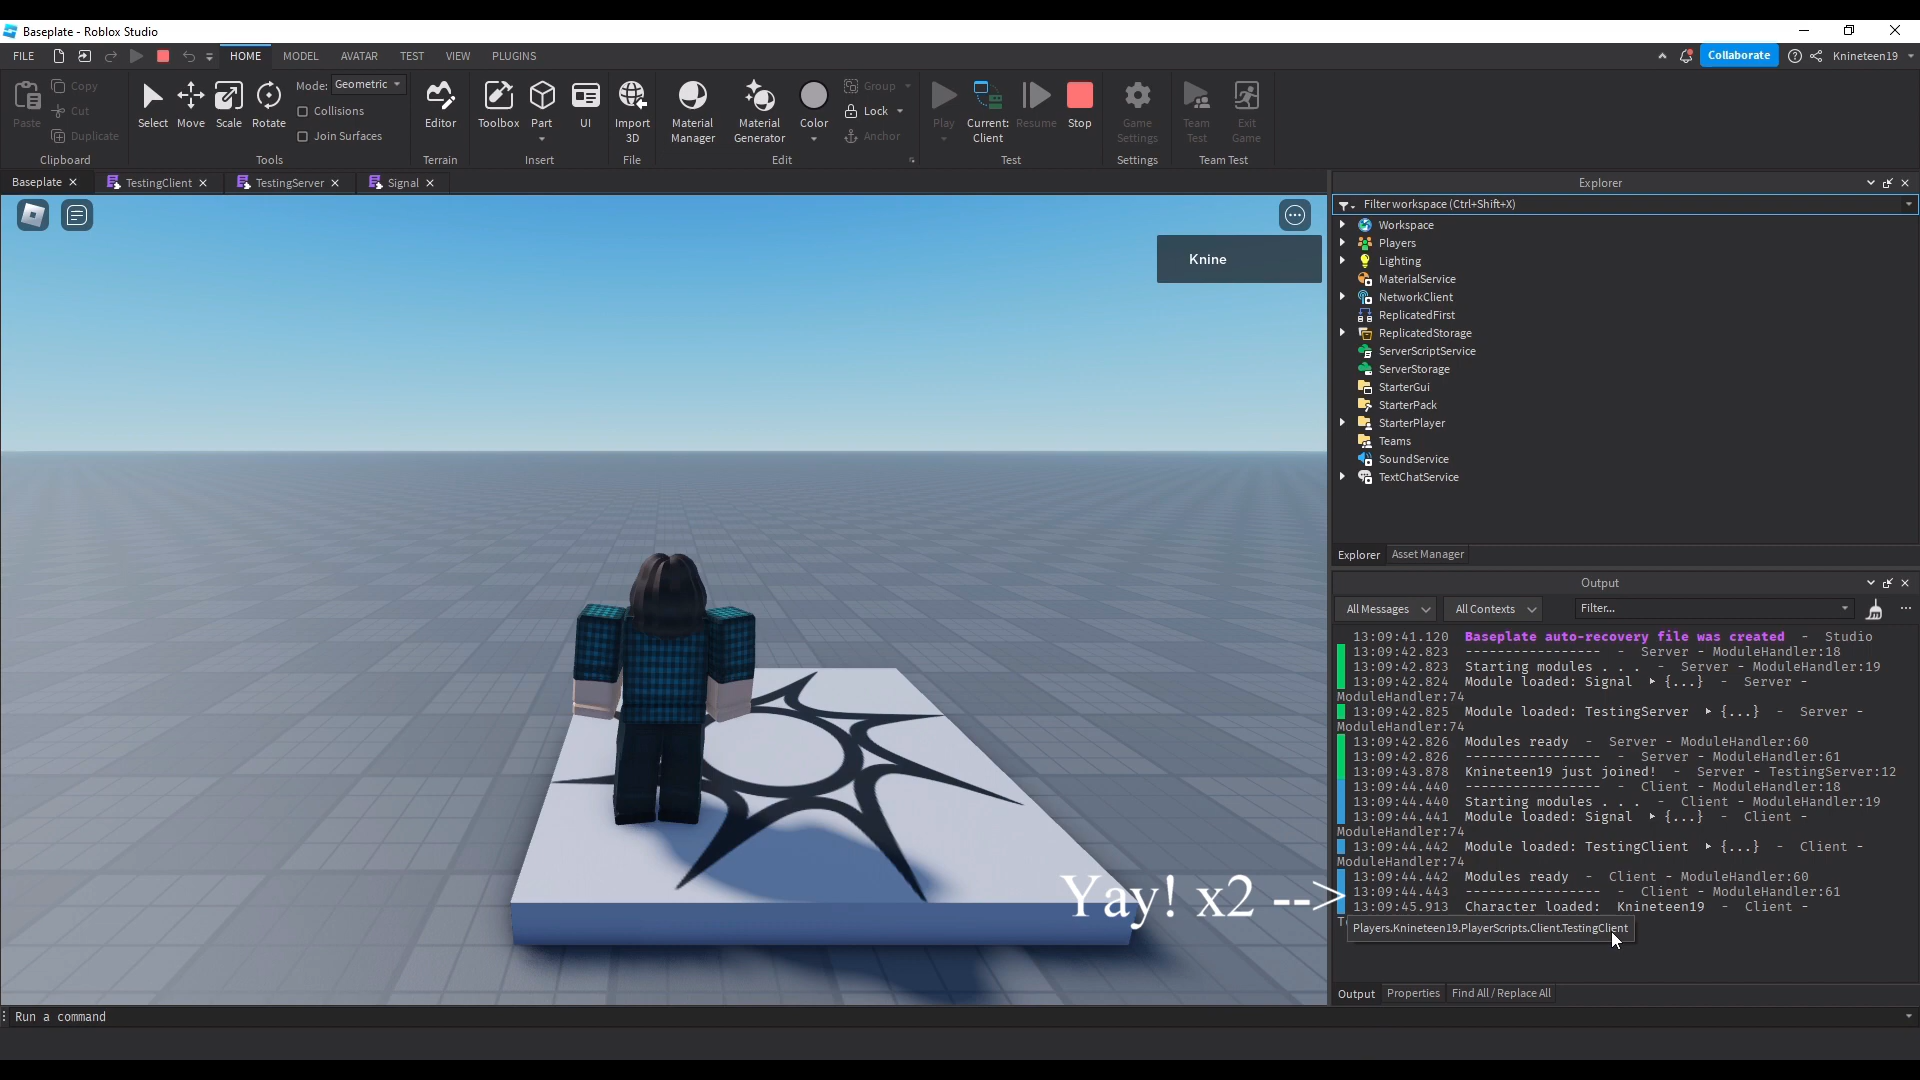 Baseplate - Roblox Studio
FILE HOME MODEL AVATAR TEST VIEW PLUGINS Collaborate Knineteen19
Paste Copy Cut Duplicate
Clipboard
Select Move Scale Rotate
Mode: Geometric
Collisions
Join Surfaces
Tools
Editor
Terrain
Toolbox Part UI
Insert
Import 3D
File
Material Manager
Material Generator
Color
Group
Lock
Anchor
Edit
Play
Current: Client
Resume
Stop
Test
Game Settings
Settings
Team Test
Exit Game
Team Test
Baseplate TestingClient TestingServer Signal
Knine
Yay! x2 -->
Explorer
Filter workspace (Ctrl+Shift+X)
Workspace
Players
Lighting
MaterialService
NetworkClient
ReplicatedFirst
ReplicatedStorage
ServerScriptService
ServerStorage
StarterGui
StarterPack
StarterPlayer
Teams
SoundService
TextChatService
Explorer Asset Manager
Output
All Messages All Contexts Filter...
13:09:41.120 Baseplate auto-recovery file was created - Studio
13:09:42.823 ----------------- - Server - ModuleHandler:18
13:09:42.823 Starting modules . . . - Server - ModuleHandler:19
13:09:42.824 Module loaded: Signal ▶ {...} - Server -
ModuleHandler:74
13:09:42.825 Module loaded: TestingServer ▶ {...} - Server -
ModuleHandler:74
13:09:42.826 Modules ready - Server - ModuleHandler:60
13:09:42.826 ----------------- - Server - ModuleHandler:61
13:09:43.878 Knineteen19 just joined! - Server - TestingServer:12
13:09:44.440 ----------------- - Client - ModuleHandler:18
13:09:44.440 Starting modules . . . - Client - ModuleHandler:19
13:09:44.441 Module loaded: Signal ▶ {...} - Client -
ModuleHandler:74
13:09:44.442 Module loaded: TestingClient ▶ {...} - Client -
ModuleHandler:74
13:09:44.442 Modules ready - Client - ModuleHandler:60
13:09:44.443 ----------------- - Client - ModuleHandler:61
13:09:45.913 Character loaded: Knineteen19 - Client -
Players.Knineteen19.PlayerScripts.Client.TestingClient
Output Properties Find All / Replace All
Run a command